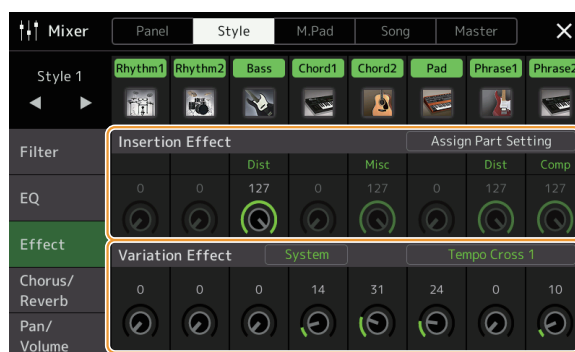 Mixer Panel Style M.Pad Song Master
Style 1 Rhythm1 Rhythm2 Bass Chord1 Chord2 Pad Phrase1 Phrase2
Filter
EQ
Effect
Chorus/
Reverb
Pan/
Volume
Insertion Effect Assign Part Setting
Dist Misc Dist Comp
0 0 127 0 127 0 127 127
Variation Effect System Tempo Cross 1
0 0 0 14 31 24 0 10